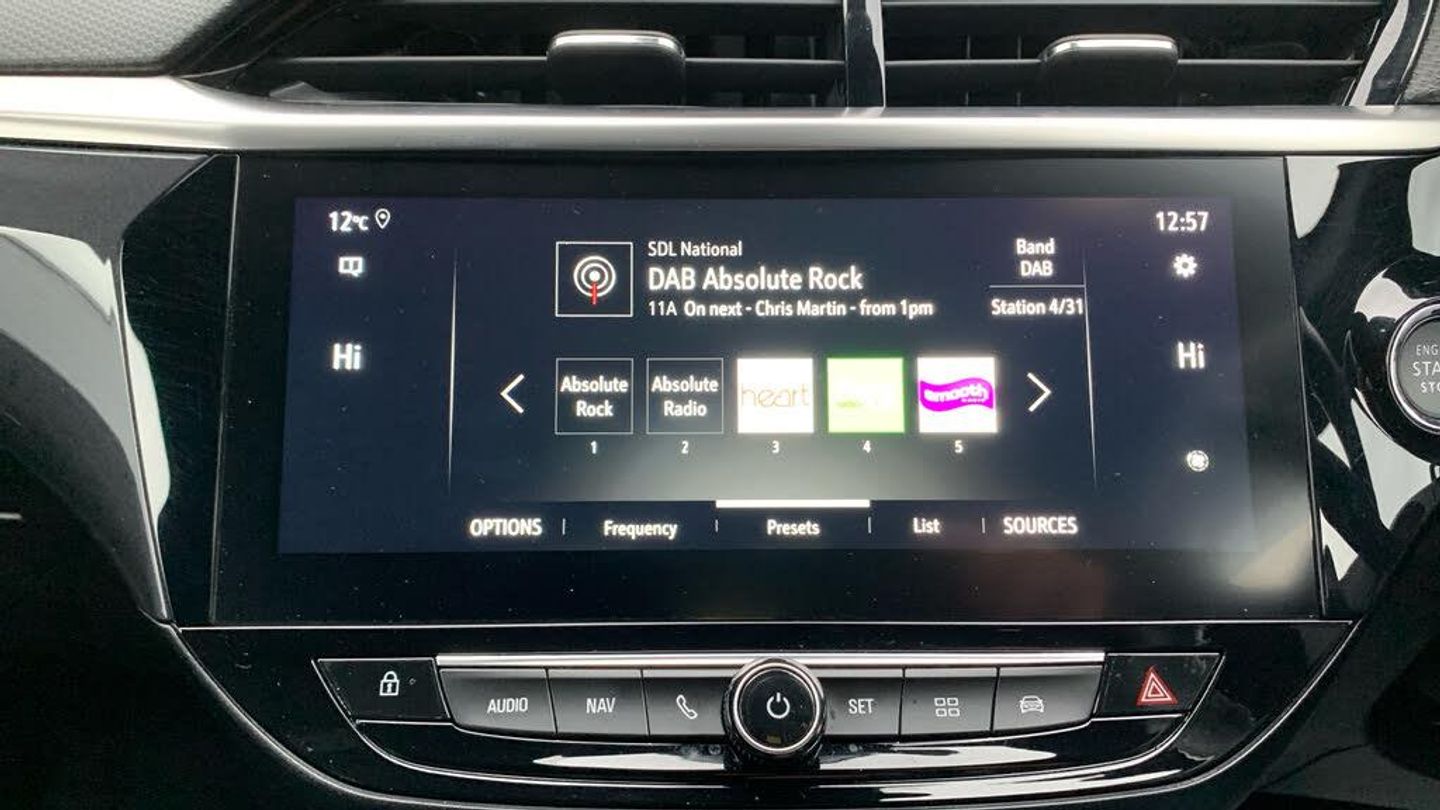 12°C
12:57
SDL National
DAB Absolute Rock
11A On next - Chris Martin - from 1pm
Band
DAB
Station 4/31
Hi
Hi
Absolute
Rock
Absolute
Radio
heart
smooth
1
2
3
4
5
OPTIONS
Frequency
Presets
List
SOURCES
AUDIO
NAV
SET